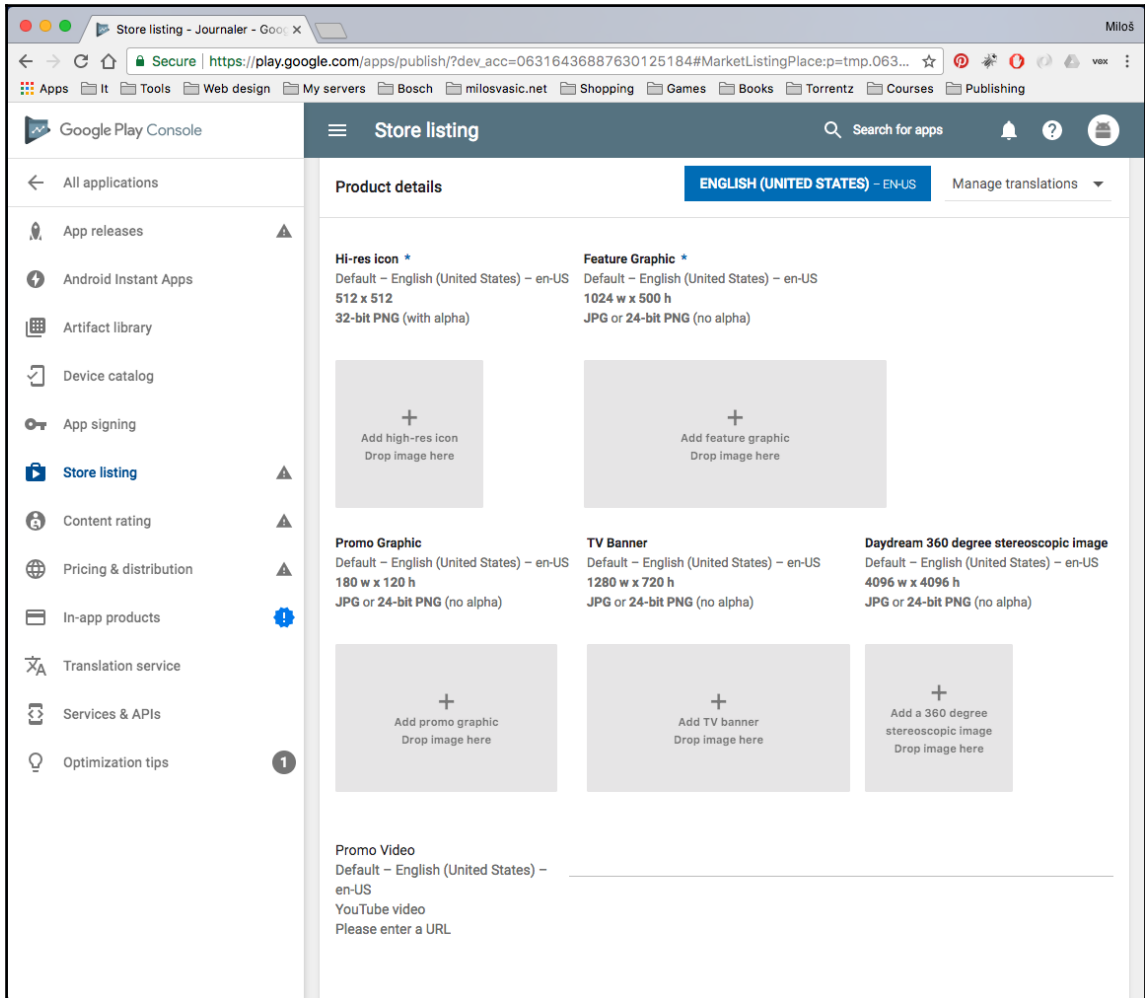 Store listing - Journaler - Goog
Miloš
Secure | https://play.google.com/apps/publish/?dev_acc=06316436887630125184#MarketListingPlace:p=tmp.063...
vox
Apps It Tools Web design My servers Bosch milosvasic.net Shopping Games Books Torrentz Courses Publishing
Google Play Console
Store listing
Search for apps
All applications
Product details
ENGLISH (UNITED STATES) – EN-US
Manage translations
App releases
Android Instant Apps
Artifact library
Device catalog
App signing
Store listing
Content rating
Pricing & distribution
In-app products
Translation service
Services & APIs
Optimization tips
1
Hi-res icon *
Default – English (United States) – en-US
512 x 512
32-bit PNG (with alpha)
Feature Graphic *
Default – English (United States) – en-US
1024 w x 500 h
JPG or 24-bit PNG (no alpha)
Add high-res icon
Drop image here
Add feature graphic
Drop image here
Promo Graphic
Default – English (United States) – en-US
180 w x 120 h
JPG or 24-bit PNG (no alpha)
TV Banner
Default – English (United States) – en-US
1280 w x 720 h
JPG or 24-bit PNG (no alpha)
Daydream 360 degree stereoscopic image
Default – English (United States) – en-US
4096 w x 4096 h
JPG or 24-bit PNG (no alpha)
Add promo graphic
Drop image here
Add TV banner
Drop image here
Add a 360 degree
stereoscopic image
Drop image here
Promo Video
Default – English (United States) –
en-US
YouTube video
Please enter a URL